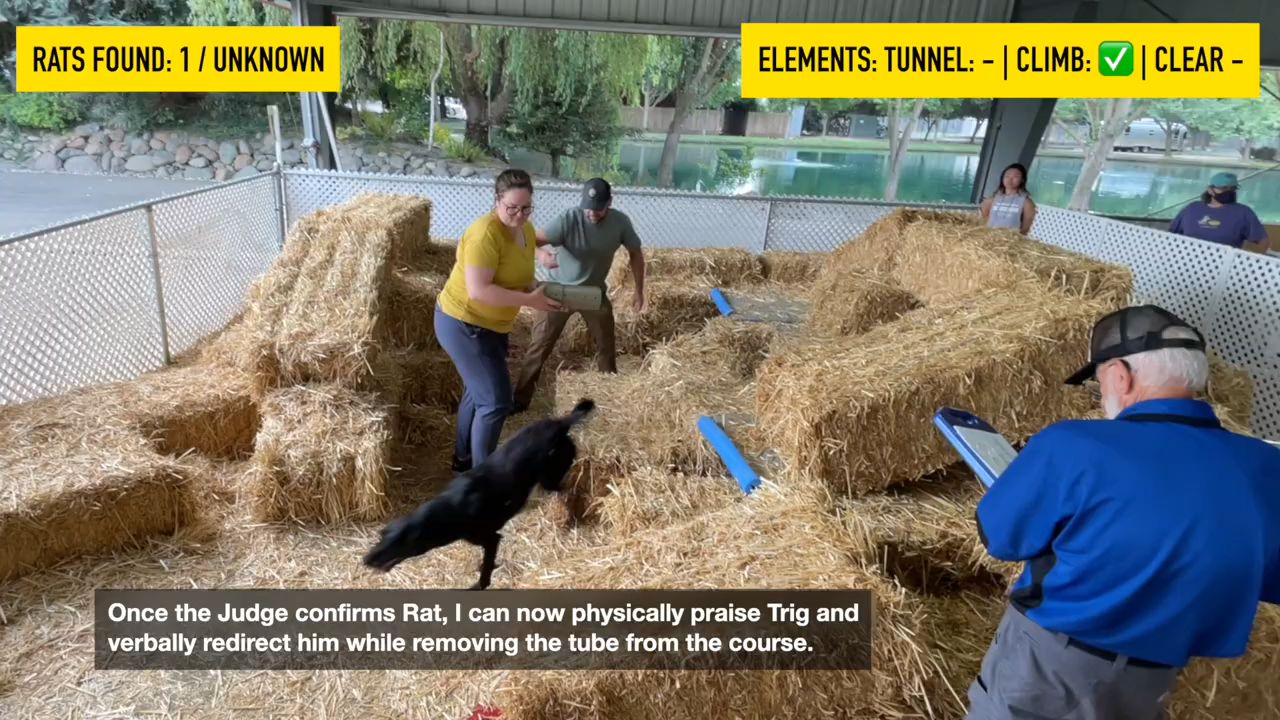 RATS FOUND: 1 / UNKNOWN
ELEMENTS: TUNNEL: - | CLIMB: ✅ | CLEAR -
Once the Judge confirms Rat, I can now physically praise Trig and
verbally redirect him while removing the tube from the course.